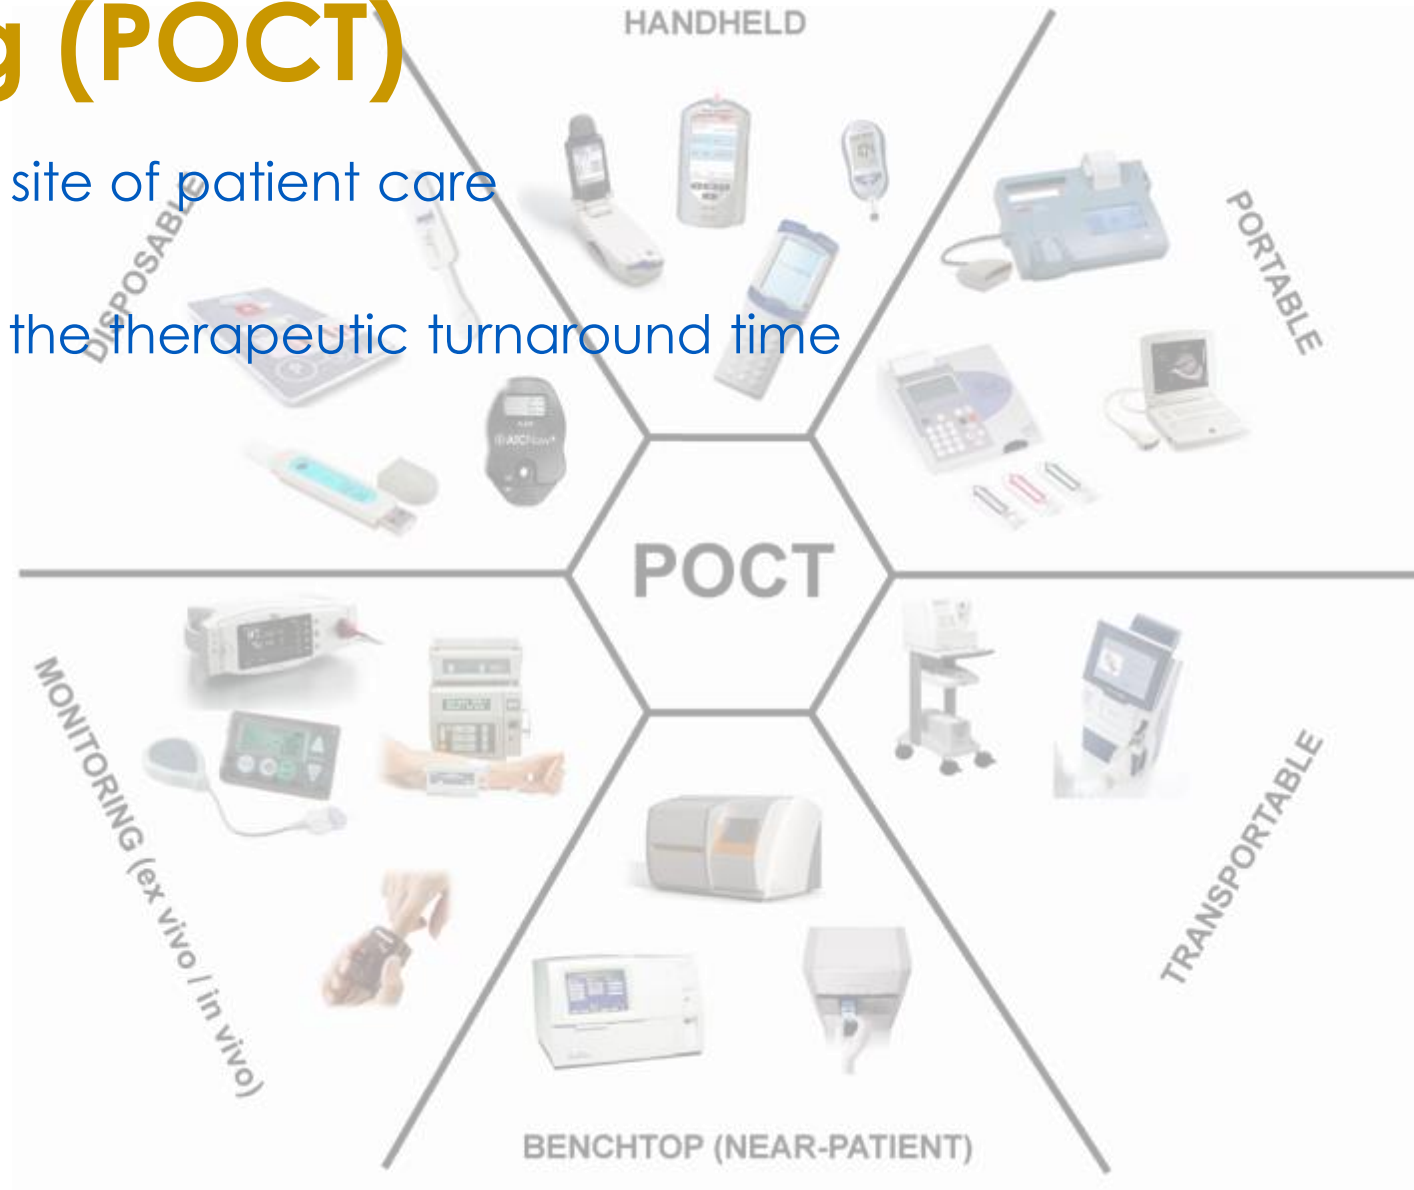 g (POCT)
HANDHELD
site of patient care
DISPOSABLE
PORTABLE
the therapeutic turnaround time
A1CNow+
POCT
MONITORING (ex vivo / in vivo)
TRANSPORTABLE
BENCHTOP (NEAR-PATIENT)